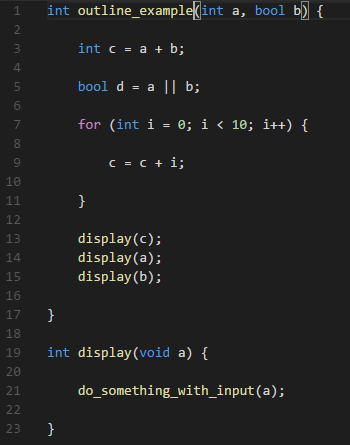 1 int outline_example(int a, bool b) {
2
3 int c = a + b;
4
5 bool d = a || b;
6
7 for (int i = 0; i < 10; i++) {
8
9 c = c + i;
10
11 }
12
13 display(c);
14 display(a);
15 display(b);
16
17 }
18
19 int display(void a) {
20
21 do_something_with_input(a);
22
23 }